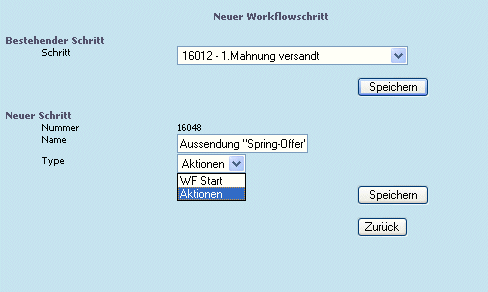 Neuer Workflowschritt
Bestehender Schritt
Schritt 16012 - 1.Mahnung versandt
Speichern
Neuer Schritt
Nummer 16048
Name Aussendung "Spring-Offer"
Type Aktionen
WF Start
Aktionen
Speichern
Zurück